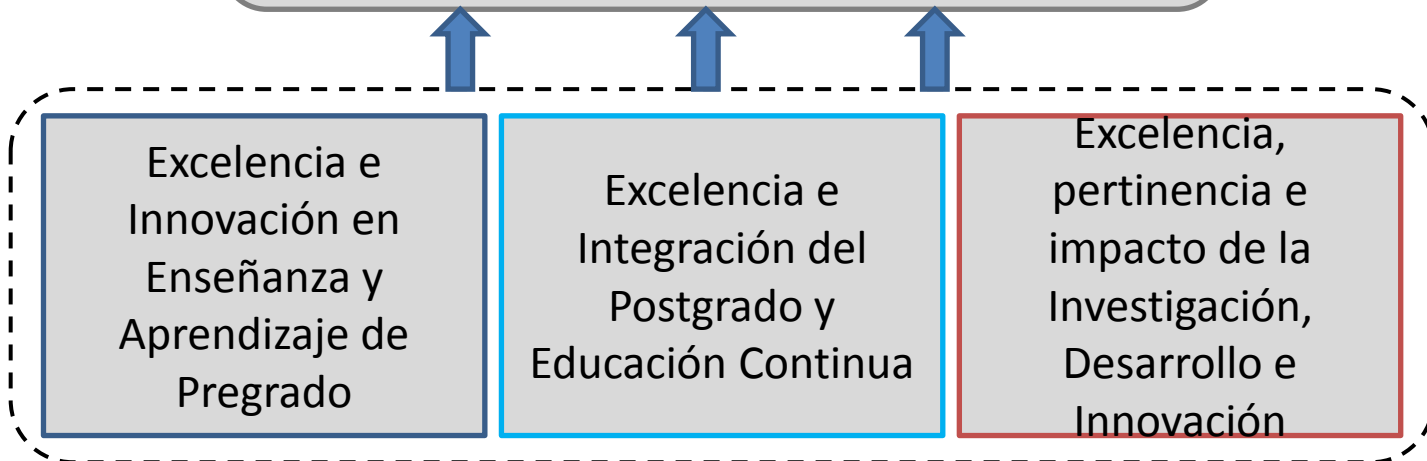 Excelencia e
Innovación en
Enseñanza y
Aprendizaje de
Pregrado
Excelencia e
Integración del
Postgrado y
Educación Continua
Excelencia,
pertinencia e
impacto de la
Investigación,
Desarrollo e
Innovación